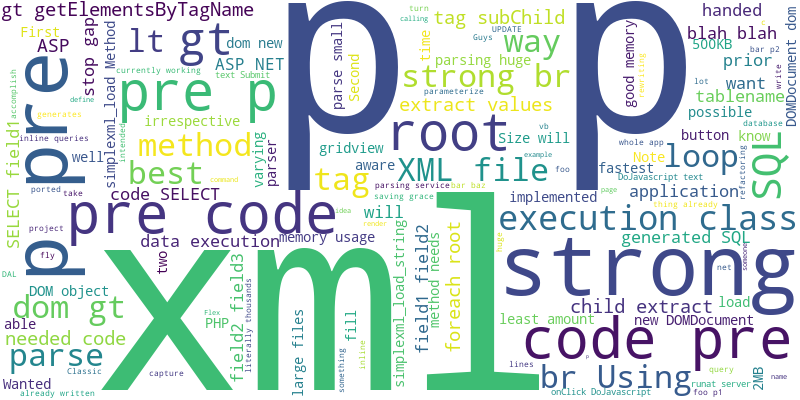 gt getElementsByTagName
p p
handed
First
ASP
stop gap
lt gt
dom new
ASP NET
turn
calling
UPDATE
Guys
tag subChild
way
time
parsing huge
blah blah
500KB
bar p2
DOMDocument dom
pre
simplexml_load Method
currently working
text Submit
parse small
Second
strong br
good memory
rewriting
prior
lot
want
write
accomplish
define
pre p
parameterize
extract values
tablename
generates
irrespective
root
possible
database
inline queries
method
varying
parser
gridview
Size will
vb
example
button
know
SQL
SELECT field1
well
best
tag
aware
XML file
foo
whole app
Note
fastest
loop
refactoring
ported
take
intended
command
code SELECT
parsing service
bar baz
saving grace
DoJavascript text
page
implemented
application
thing already
pre code
idea
will
execution class
project
data execution
render
memory usage
generated SQL
p
fly
two
xml
strong
DAL
DOM object
field2 field3
literally thousands
simplexml_load_string
field1 field2
method needs
foreach root
huge
net
someone
dom gt
Flex
PHP
fill
child extract
load
able
needed code
large files
least amount
new DOMDocument
parse
Classic
something
inline
lines
code pre
Wanted
capture
br Using
query
runat server
2MB
name
already written
onClick DoJavascript
foo p1